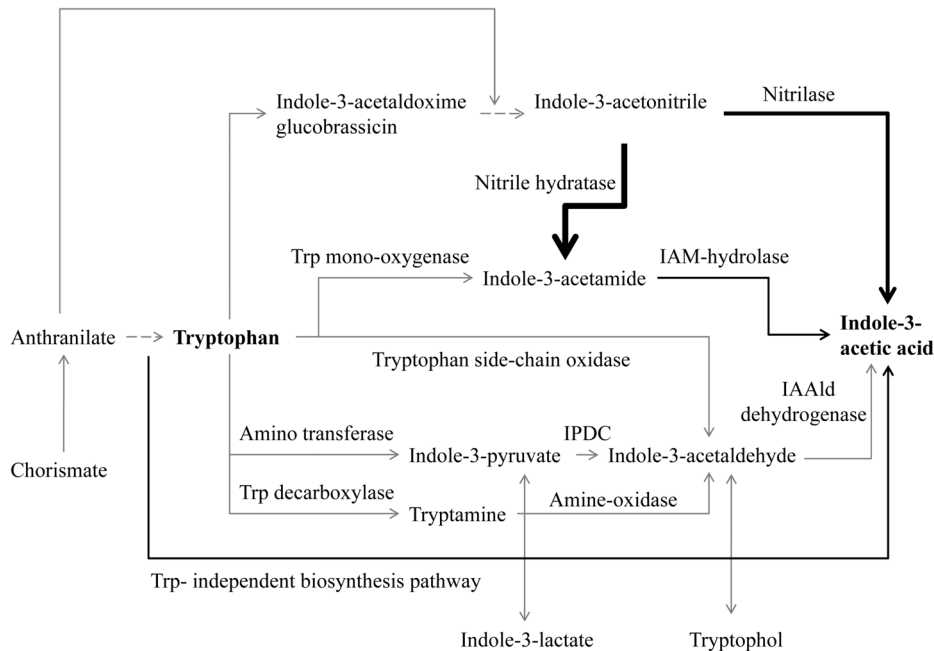 Indole-3-acetaldoxime
glucobrassicin
Indole-3-acetonitrile
Nitrilase
Nitrile hydratase
Trp mono-oxygenase
Indole-3-acetamide
IAM-hydrolase
Anthranilate
Tryptophan
Indole-3-
acetic acid
Tryptophan side-chain oxidase
IAAld
dehydrogenase
Amino transferase
IPDC
Chorismate
Indole-3-pyruvate
Indole-3-acetaldehyde
Trp decarboxylase
Tryptamine
Amine-oxidase
Trp- independent biosynthesis pathway
Indole-3-lactate
Tryptophol